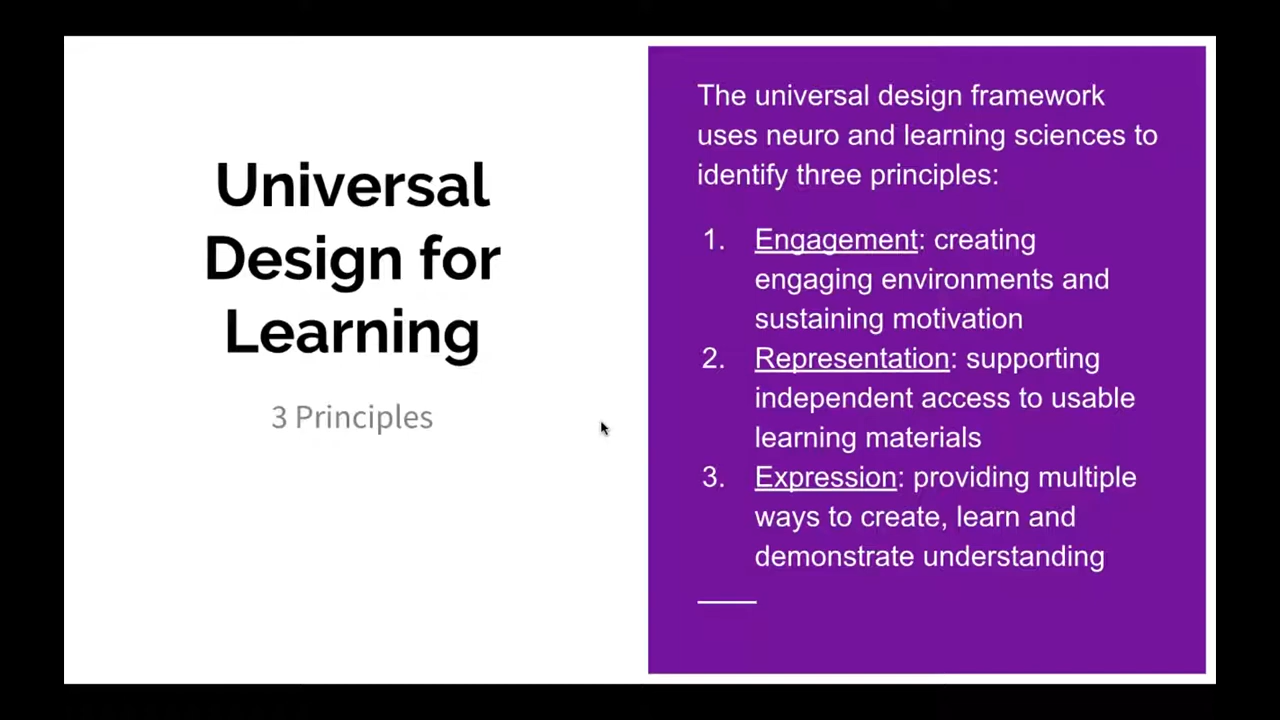 Universal
Design for
Learning
3 Principles
The universal design framework
uses neuro and learning sciences to
identify three principles:
1. Engagement: creating
engaging environments and
sustaining motivation
2. Representation: supporting
independent access to usable
learning materials
3. Expression: providing multiple
ways to create, learn and
demonstrate understanding